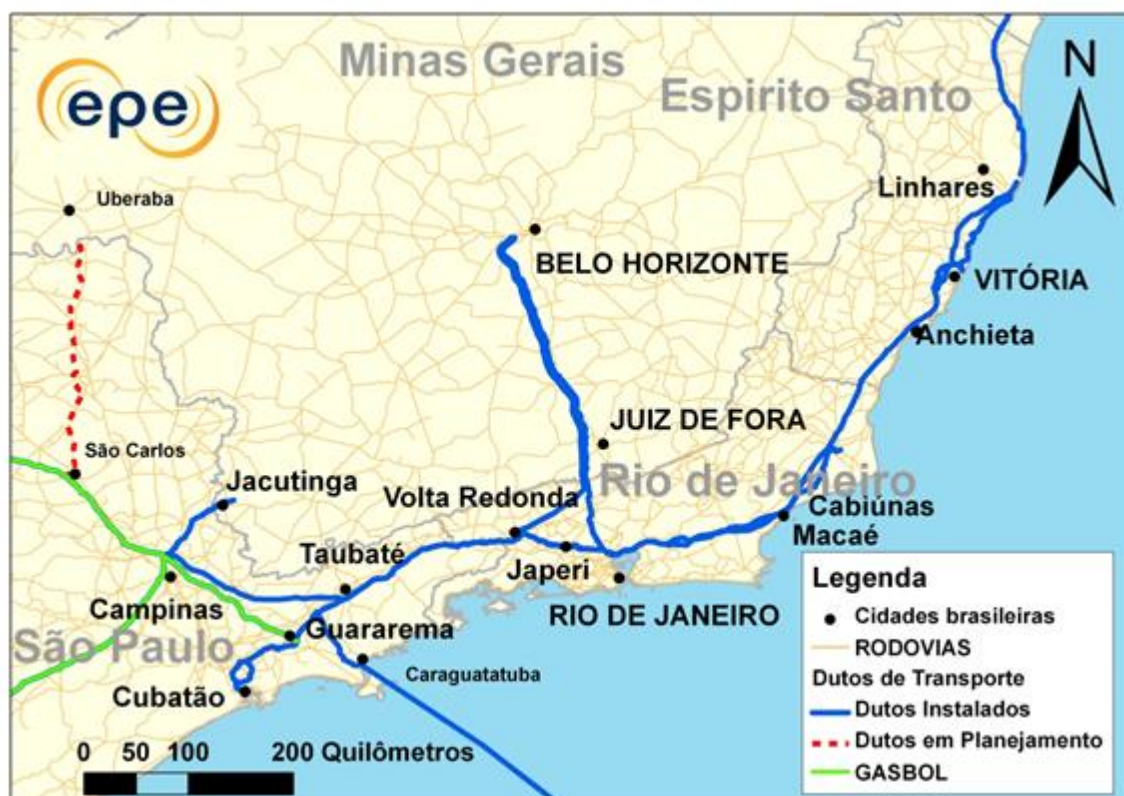 Minas Gerais
Espirito Santo
N
epe
Uberaba
Linhares
BELO HORIZONTE
VITÓRIA
Anchieta
JUIZ DE FORA
São Carlos
Jacutinga
Volta Redonda
Rio de Janeiro
Cabiúnas
Macaé
Taubaté
Japeri
Campinas
RIO DE JANEIRO
Guararema
São Paulo
Caraguatatuba
Cubatão
0 50 100 200 Quilômetros
Legenda
Cidades brasileiras
RODOVIAS
Dutos de Transporte
Dutos Instalados
Dutos em Planejamento
GASBOL